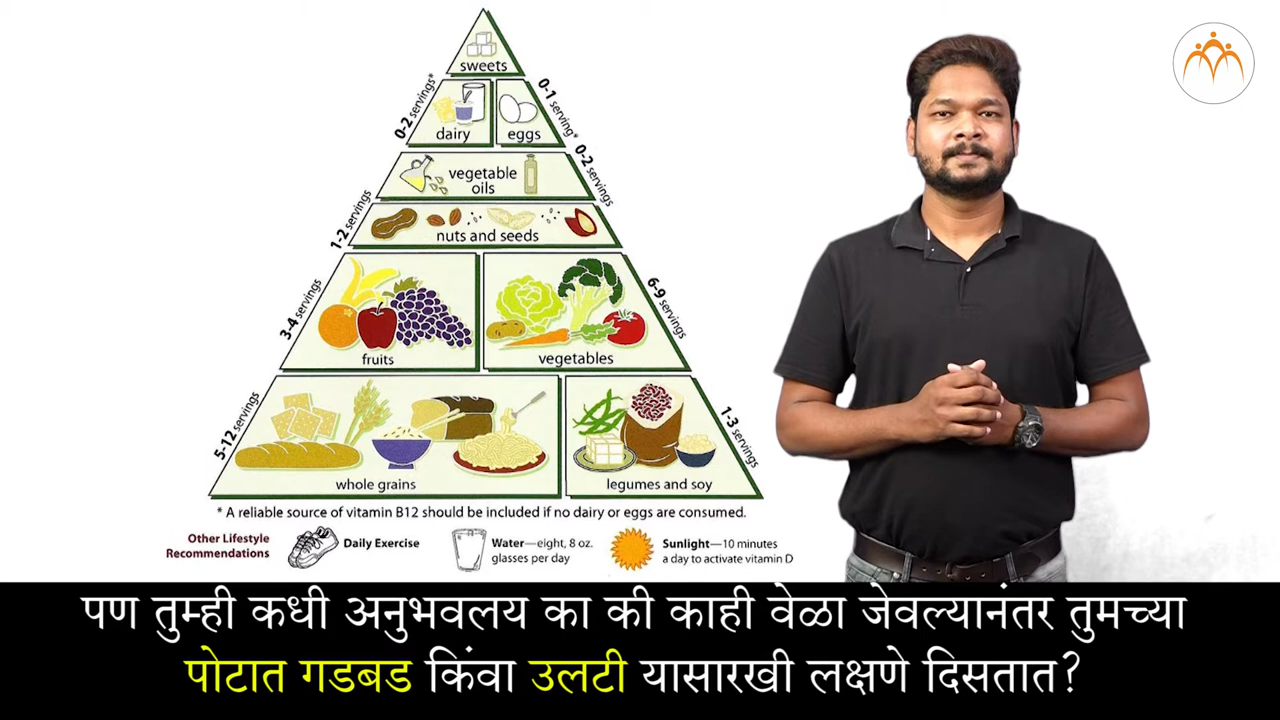 sweets
0-2 servings*
dairy
eggs
0-1 serving*
vegetable
oils
0-2 servings
1-2 servings
nuts and seeds
3-4 servings
fruits
vegetables
6-9 servings
5-12 servings
whole grains
legumes and soy
1-3 servings
* A reliable source of vitamin B12 should be included if no dairy or eggs are consumed.
Other Lifestyle
Recommendations
Daily Exercise
Water—eight, 8 oz.
glasses per day
Sunlight—10 minutes
a day to activate vitamin D
पण तुम्ही कधी अनुभवलय का की काही वेळा जेवल्यानंतर तुमच्या
पोटात गडबड किंवा उलटी यासारखी लक्षणे दिसतात?